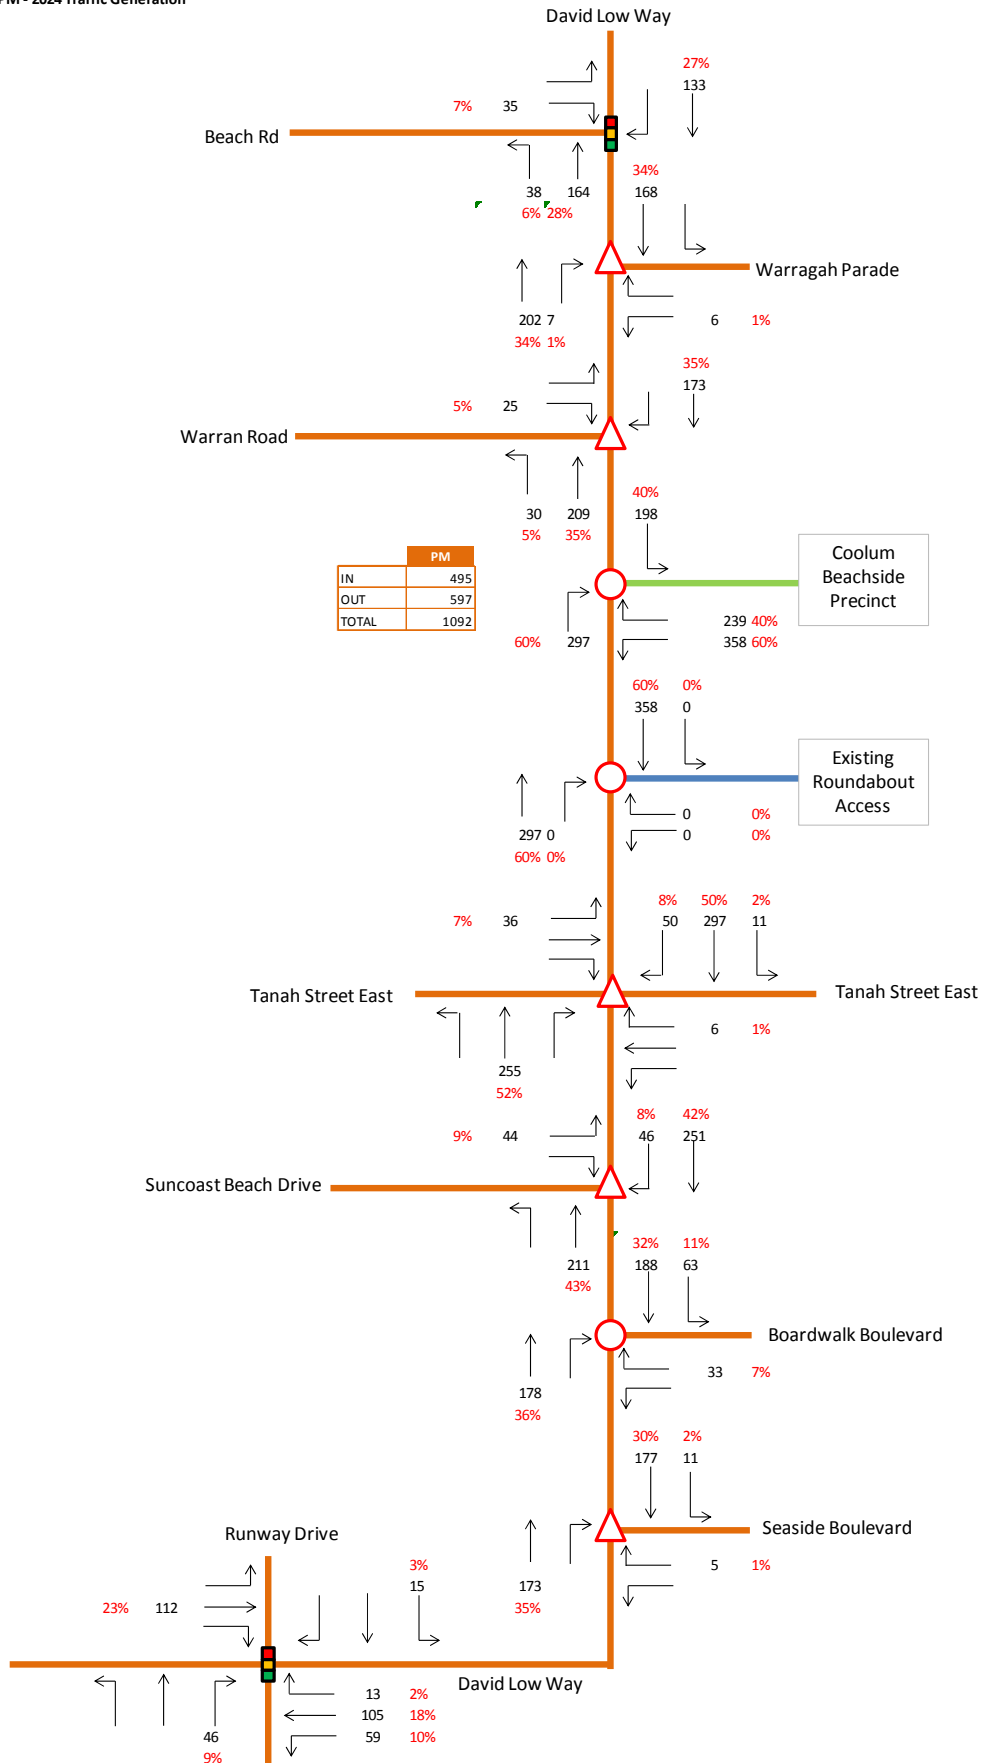 PM - 2024 Traffic Generation
David Low Way
27%
133
7% 35
Beach Rd
34%
38 164 168
6% 28%
Warragah Parade
202 7 6 1%
34% 1%
35%
173
5% 25
Warran Road
40%
30 209 198
5% 35%
PM
IN 495
OUT 597
TOTAL 1092
Coolum
Beachside
Precinct
239 40%
60% 297 358 60%
60% 0%
358 0
Existing
Roundabout
Access
0 0%
297 0 0 0%
60% 0%
8% 50% 2%
7% 36 50 297 11
Tanah Street East Tanah Street East
6 1%
255
52%
8% 42%
9% 44 46 251
Suncoast Beach Drive
32% 11%
211 188 63
43%
Boardwalk Boulevard
33 7%
178
36%
30% 2%
177 11
Seaside Boulevard
Runway Drive
3% 5 1%
15 173
23% 112 35%
David Low Way
13 2%
105 18%
46 59 10%
9%